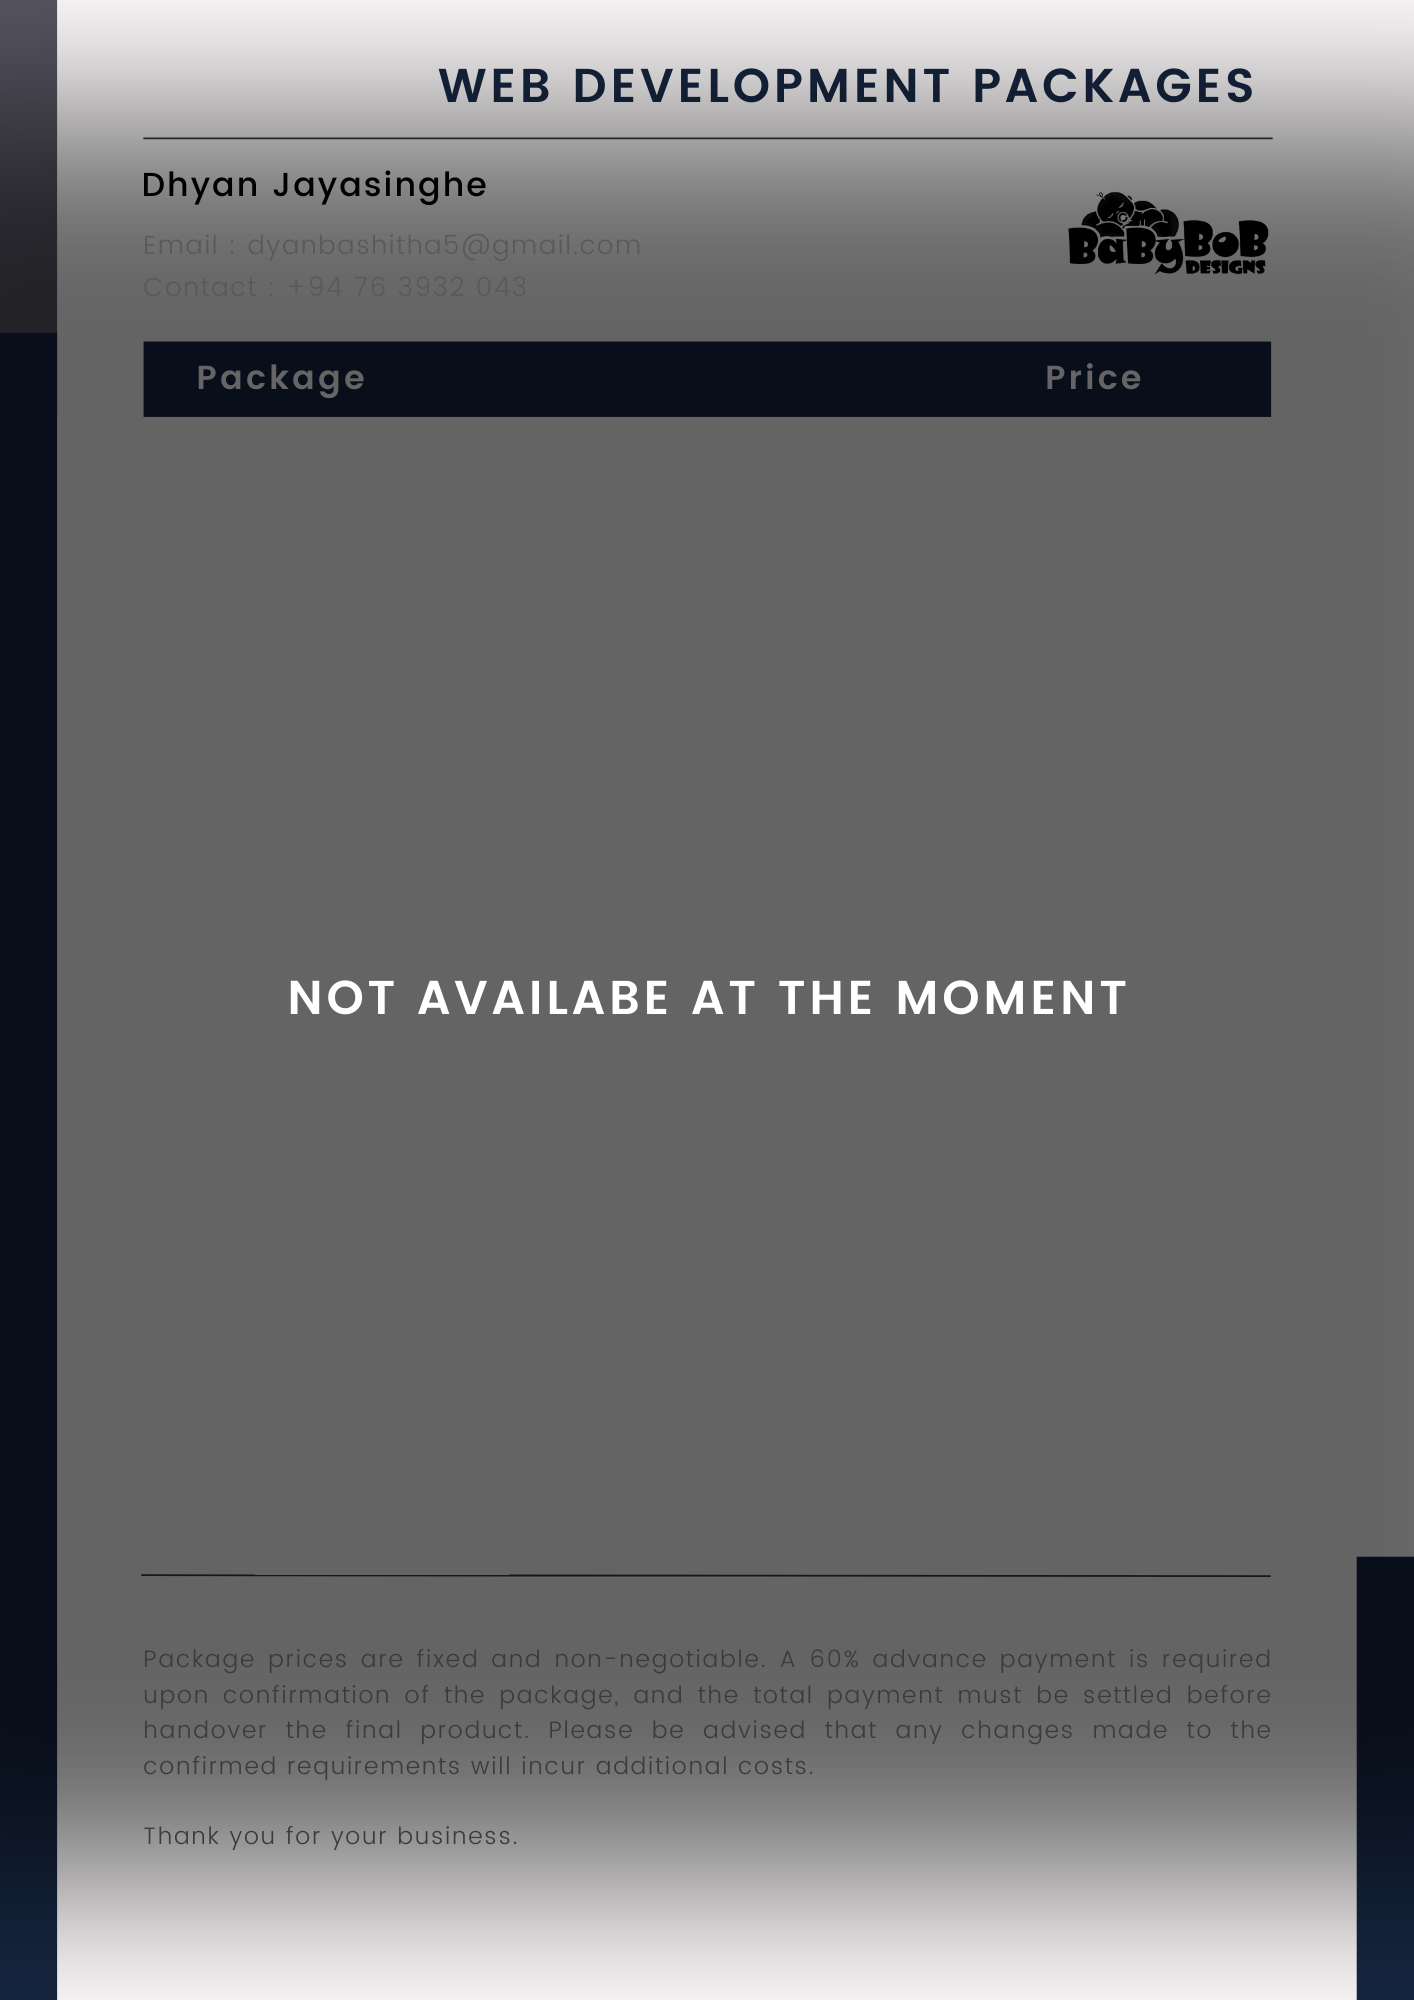 WEB DEVELOPMENT PACKAGES
Dhyan Jayasinghe
Email : dyanbashitha5@gmail.com
Contact : +94 76 3932 043
BaByBoB
DESIGNS
Package Price
NOT AVAILABE AT THE MOMENT
Package prices are fixed and non-negotiable. A 60% advance payment is required
upon confirmation of the package, and the total payment must be settled before
handover the final product. Please be advised that any changes made to the
confirmed requirements will incur additional costs.
Thank you for your business.